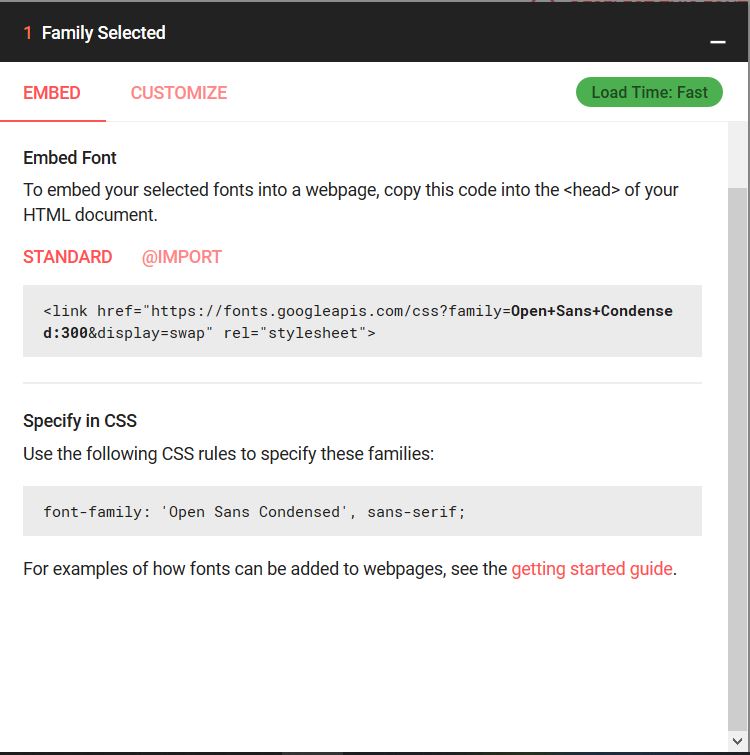 1 Family Selected
EMBED CUSTOMIZE Load Time: Fast
Embed Font
To embed your selected fonts into a webpage, copy this code into the <head> of your
HTML document.
STANDARD @IMPORT
<link href="https://fonts.googleapis.com/css?family=Open+Sans+Condense
d:300&display=swap" rel="stylesheet">
Specify in CSS
Use the following CSS rules to specify these families:
font-family: 'Open Sans Condensed', sans-serif;
For examples of how fonts can be added to webpages, see the getting started guide.